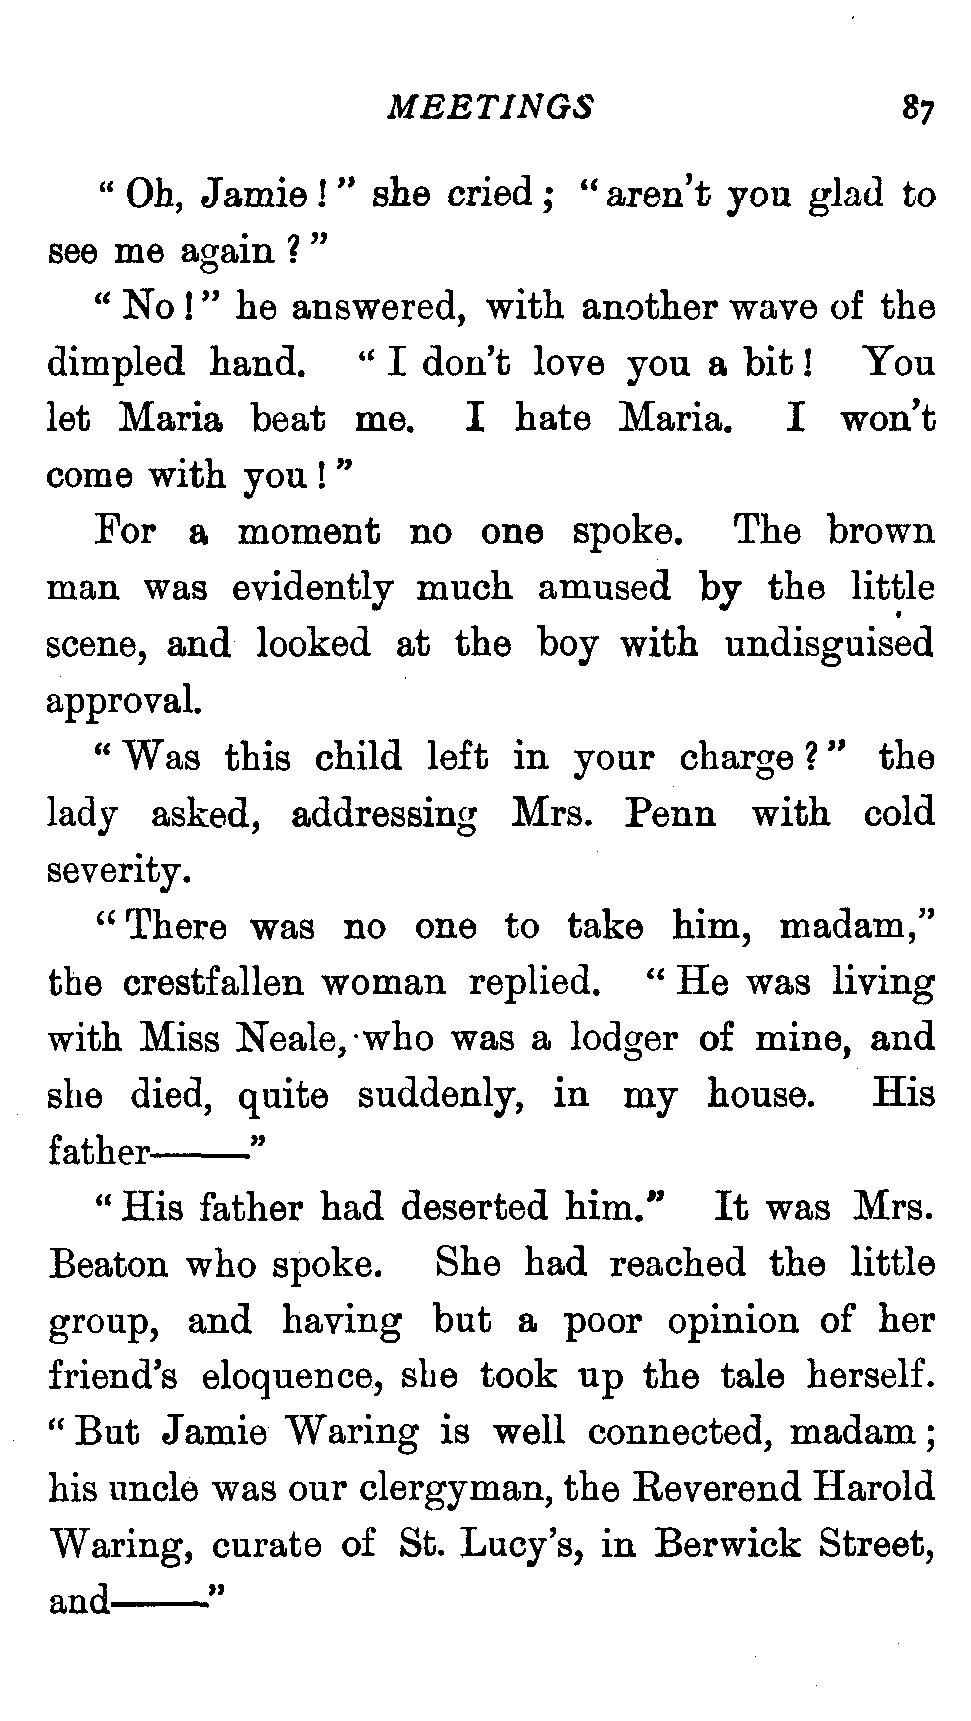 MEETINGS 87
“ Oh, Jamie ! ” she cried ; “ aren’t you glad to
see me again ? ”
“ No ! ” he answered, with another wave of the
dimpled hand. “ I don’t love you a bit ! You
let Maria beat me. I hate Maria. I won’t
come with you ! ”
For a moment no one spoke. The brown
man was evidently much amused by the little
scene, and looked at the boy with undisguised
approval.
“ Was this child left in your charge ? ” the
lady asked, addressing Mrs. Penn with cold
severity.
“ There was no one to take him, madam,”
the crestfallen woman replied. “ He was living
with Miss Neale, who was a lodger of mine, and
she died, quite suddenly, in my house. His
father——”
“ His father had deserted him.” It was Mrs.
Beaton who spoke. She had reached the little
group, and having but a poor opinion of her
friend’s eloquence, she took up the tale herself.
“ But Jamie Waring is well connected, madam ;
his uncle was our clergyman, the Reverend Harold
Waring, curate of St. Lucy’s, in Berwick Street,
and——”